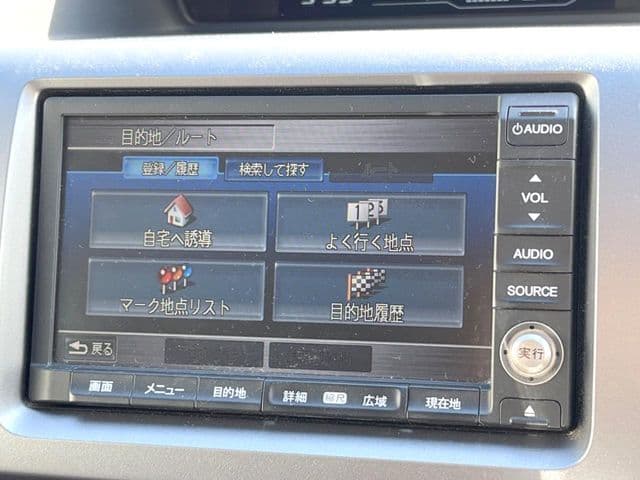 目的地／ルート
登録／履歴 検索して探す ルート
自宅へ誘導 よく行く地点
マーク地点リスト 目的地履歴
戻る
画面 メニュー 目的地 詳細 縮尺 広域 現在地
AUDIO
VOL
AUDIO
SOURCE
実行